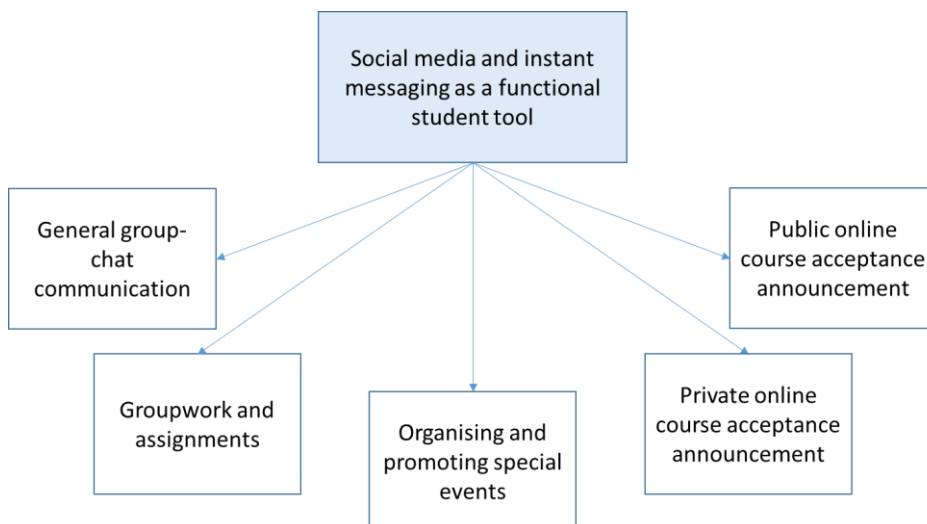 Social media and instant
messaging as a functional
student tool
General group-
chat
communication
Public online
course acceptance
announcement
Groupwork and
assignments
Organising and
promoting special
events
Private online
course acceptance
announcement